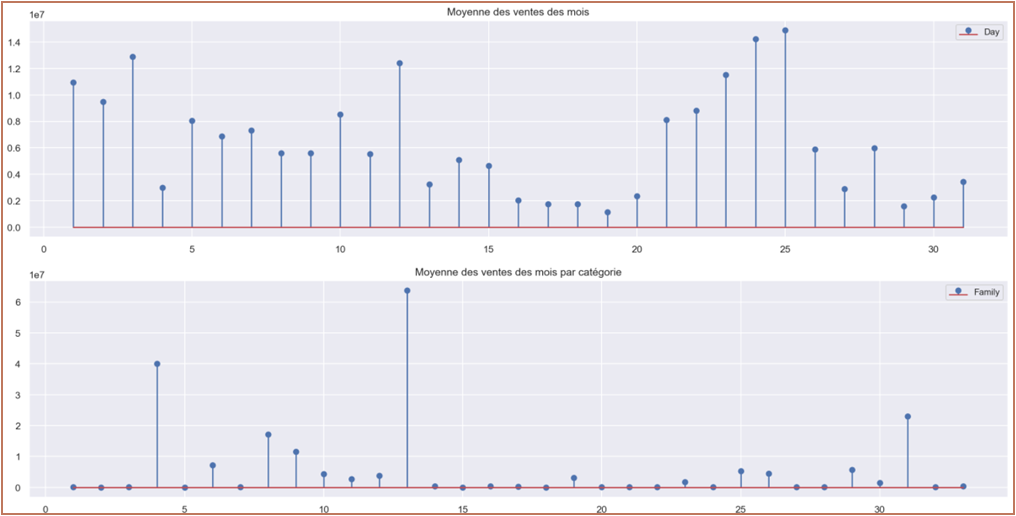 Moyenne des ventes des mois
1e7
Day
1.4
1.2
1.0
0.8
0.6
0.4
0.2
0.0
0 5 10 15 20 25 30
Moyenne des ventes des mois par catégorie
1e7
Family
6
5
4
3
2
1
0
0 5 10 15 20 25 30